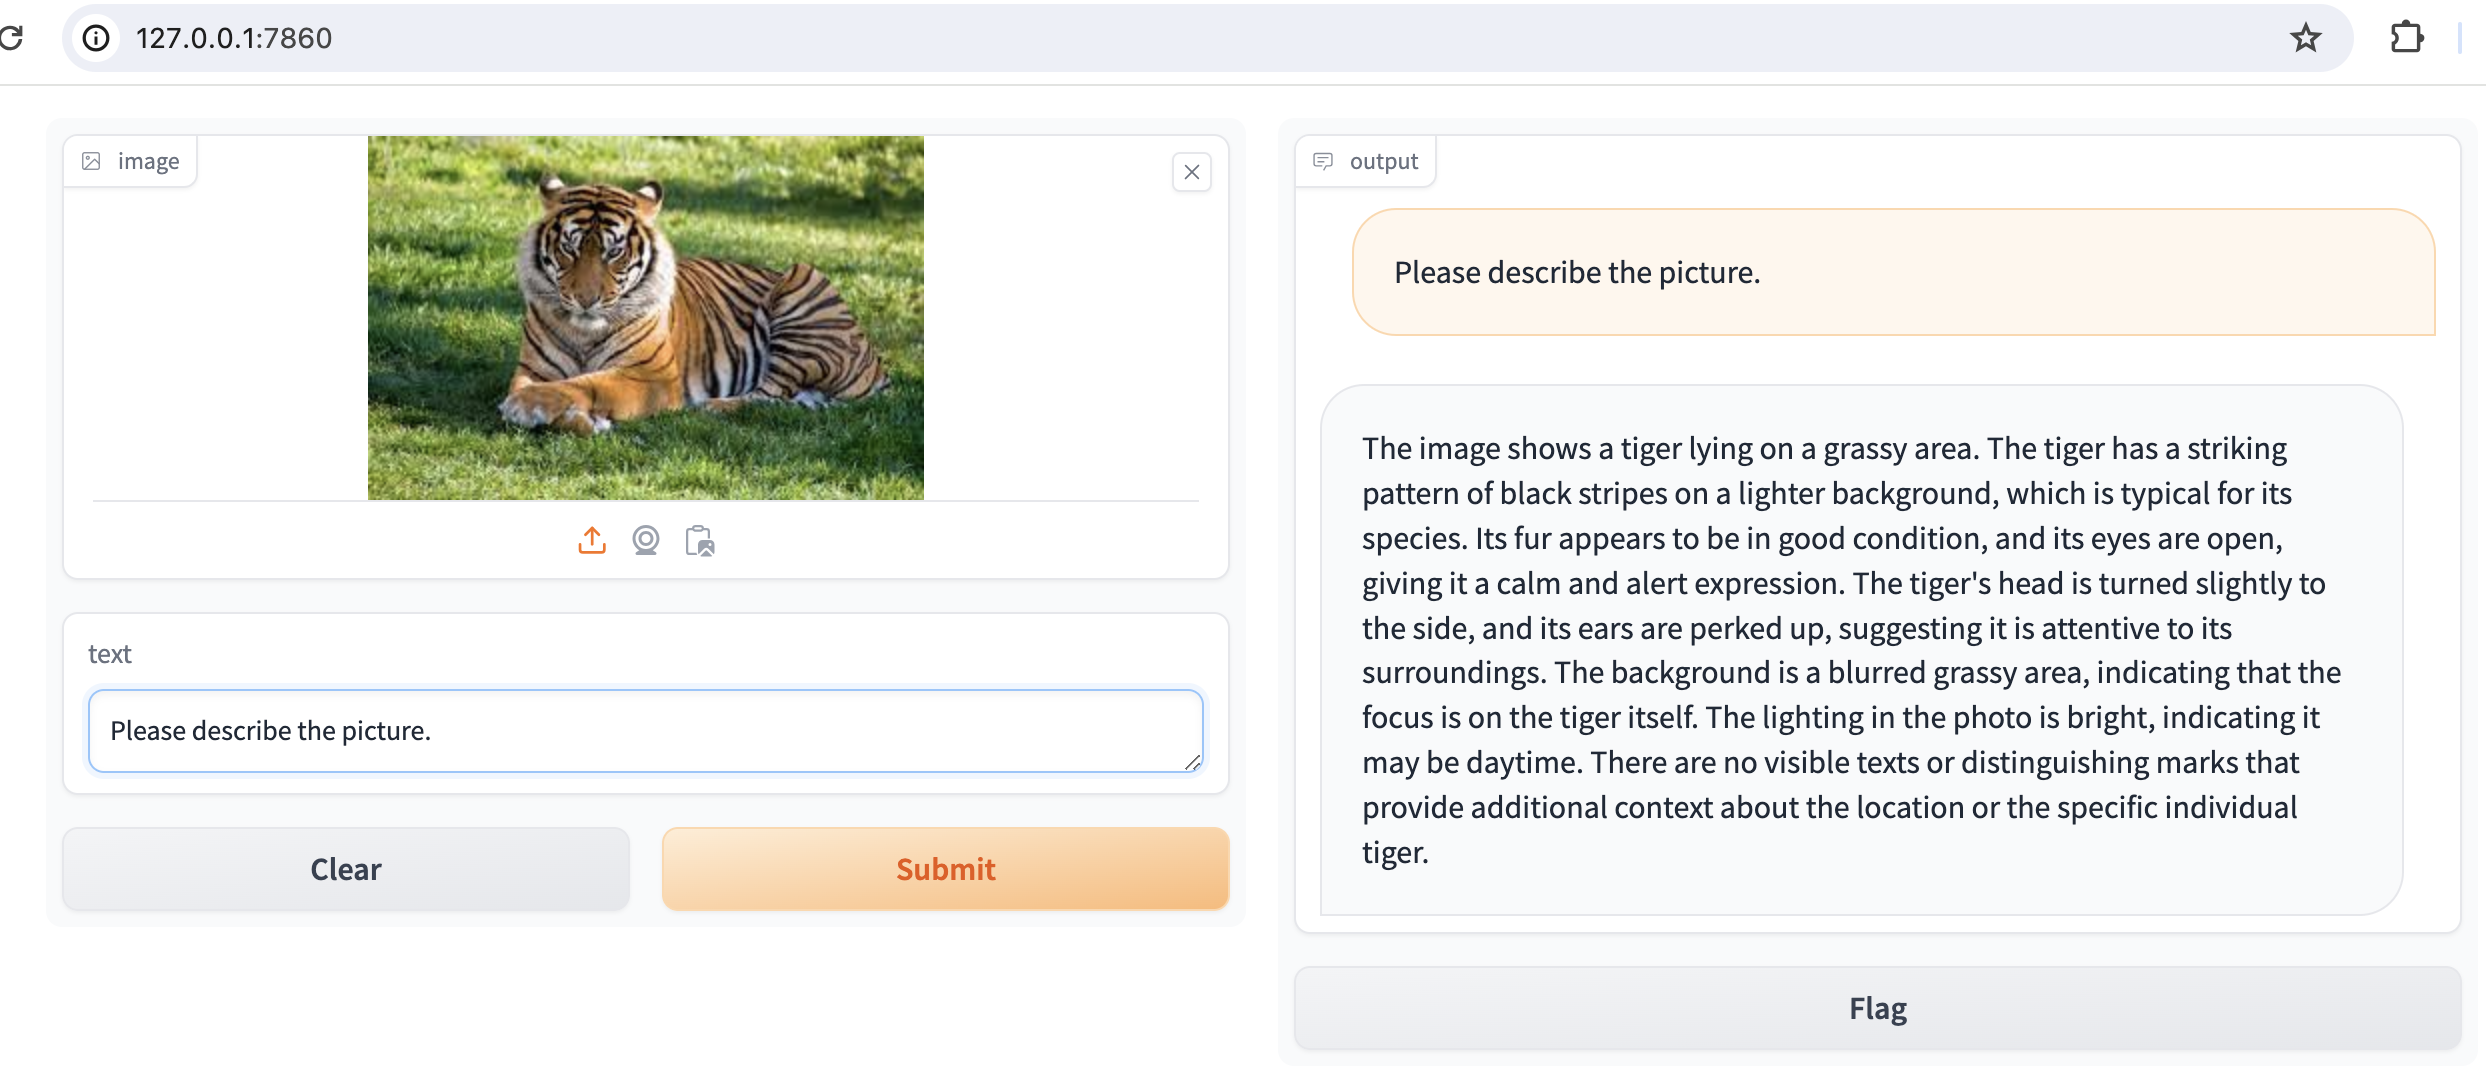 127.0.0.1:7860
image
text
Please describe the picture.
Clear
Submit
output
Please describe the picture.
The image shows a tiger lying on a grassy area. The tiger has a striking
pattern of black stripes on a lighter background, which is typical for its
species. Its fur appears to be in good condition, and its eyes are open,
giving it a calm and alert expression. The tiger's head is turned slightly to
the side, and its ears are perked up, suggesting it is attentive to its
surroundings. The background is a blurred grassy area, indicating that the
focus is on the tiger itself. The lighting in the photo is bright, indicating it
may be daytime. There are no visible texts or distinguishing marks that
provide additional context about the location or the specific individual
tiger.
Flag